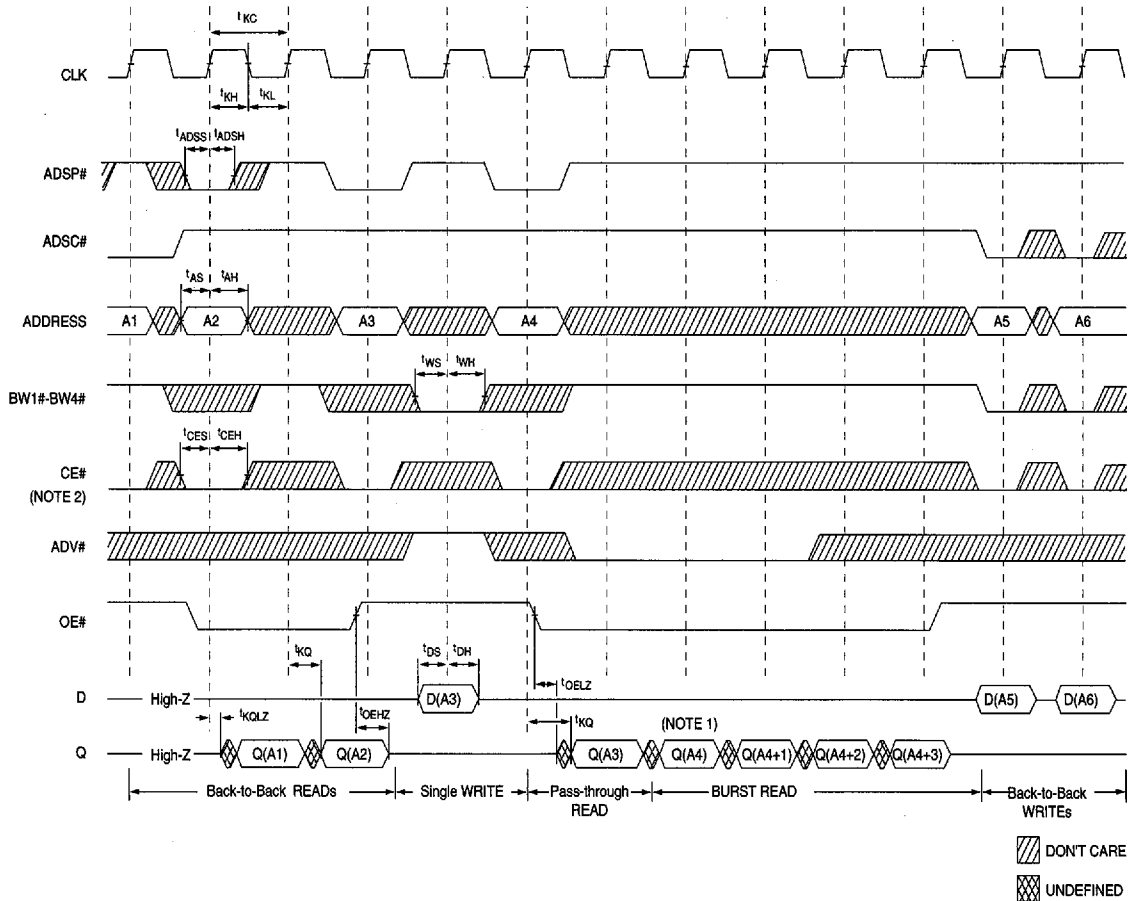 tKC
CLK
tKH tKL
tADSS tADSH
ADSP#
ADSC#
tAS tAH
ADDRESS A1 A2 A3 A4 A5 A6
tWS tWH
BW1#-BW4#
tCES tCEH
CE#
(NOTE 2)
ADV#
OE#
tKQ tDS tDH tOELZ
D High-Z D(A3) D(A5) D(A6)
tKQLZ tOEHZ tKQ (NOTE 1)
Q High-Z Q(A1) Q(A2) Q(A3) Q(A4) Q(A4+1) Q(A4+2) Q(A4+3)
Back-to-Back READs Single WRITE Pass-through READ BURST READ Back-to-Back WRITEs
DON'T CARE
UNDEFINED